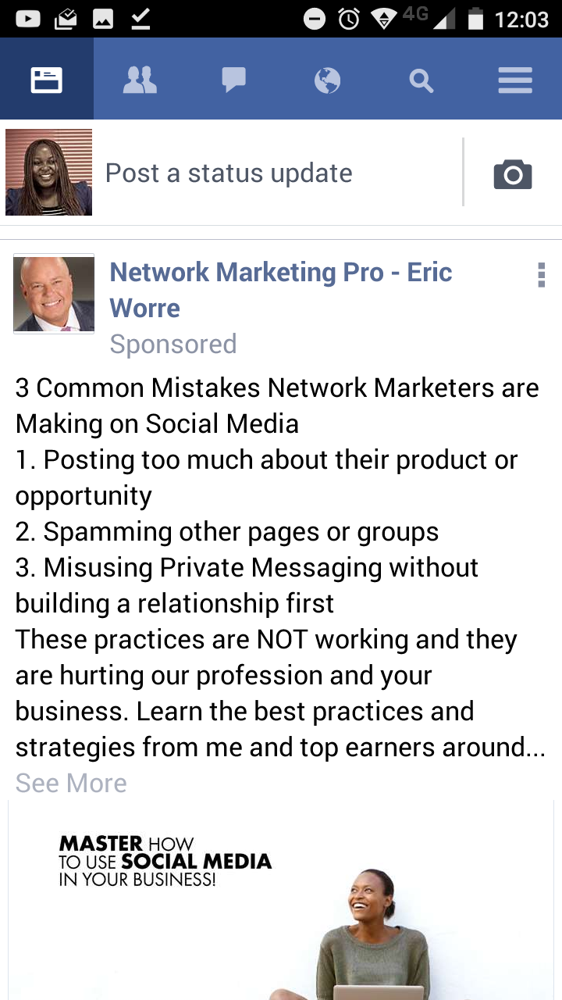 4G 12:03
Post a status update
Network Marketing Pro - Eric
Worre
Sponsored
3 Common Mistakes Network Marketers are
Making on Social Media
1. Posting too much about their product or
opportunity
2. Spamming other pages or groups
3. Misusing Private Messaging without
building a relationship first
These practices are NOT working and they
are hurting our profession and your
business. Learn the best practices and
strategies from me and top earners around...
See More
MASTER HOW
TO USE SOCIAL MEDIA
IN YOUR BUSINESS!